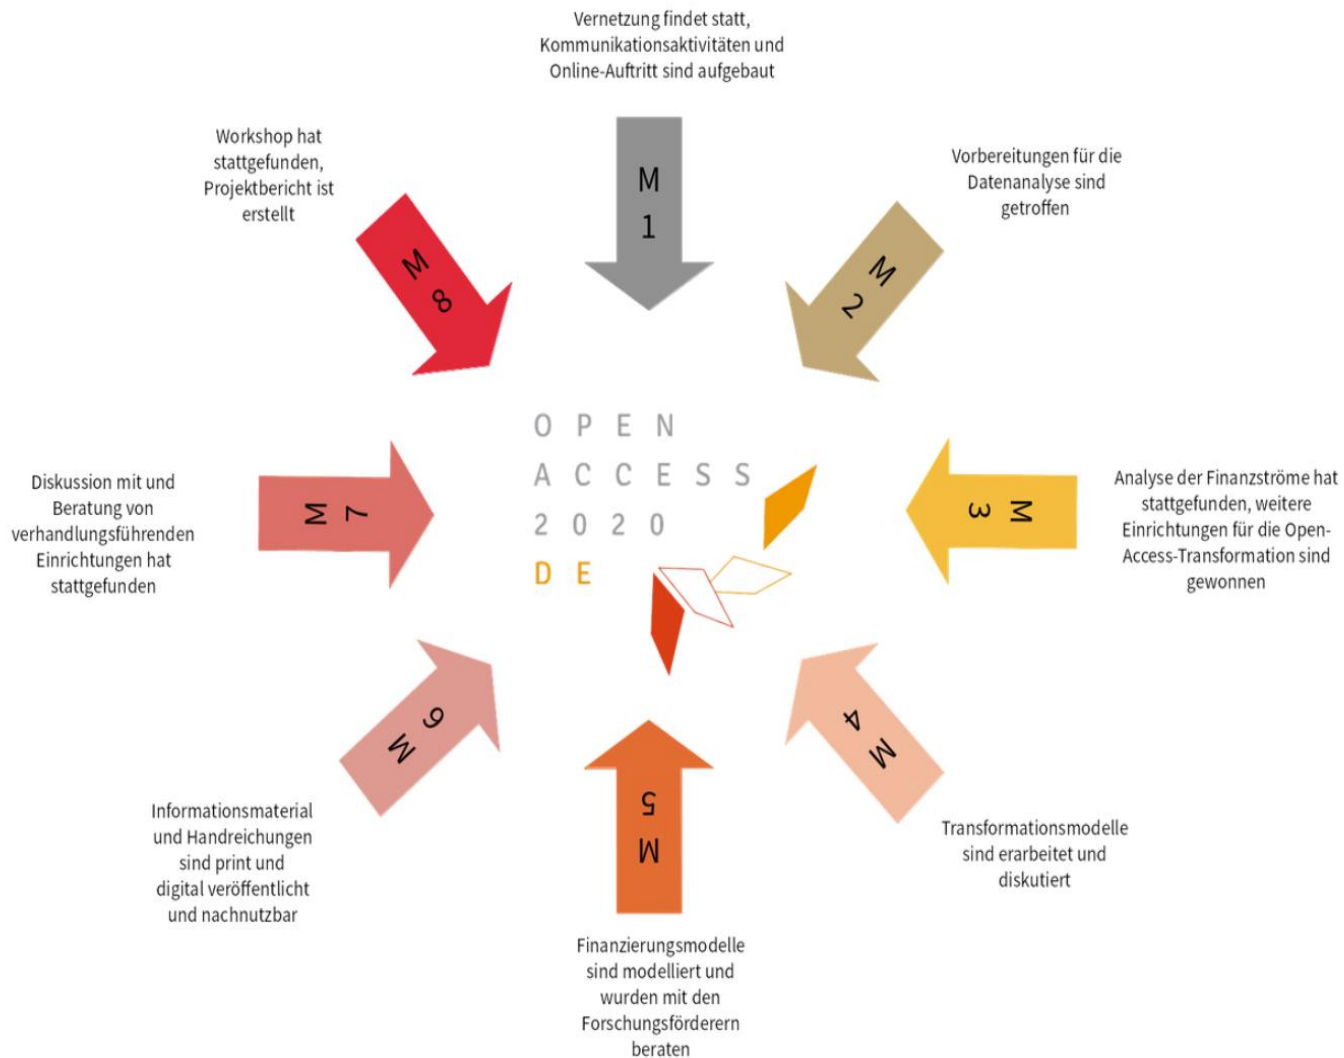 Vernetzung findet statt,
Kommunikationsaktivitäten und
Online-Auftritt sind aufgebaut
M
1
Vorbereitungen für die
Datenanalyse sind
getroffen
M
2
Analyse der Finanzströme hat
stattgefunden, weitere
Einrichtungen für die Open-
Access-Transformation sind
gewonnen
M
3
Transformationsmodelle
sind erarbeitet und
diskutiert
M
4
M
5
Finanzierungsmodelle
sind modelliert und
wurden mit den
Forschungsförderern
beraten
M
6
Informationsmaterial
und Handreichungen
sind print und
digital veröffentlicht
und nachnutzbar
M
7
Diskussion mit und
Beratung von
verhandlungsführenden
Einrichtungen hat
stattgefunden
M
8
Workshop hat
stattgefunden,
Projektbericht ist
erstellt
OPEN
ACCESS
2020
DE